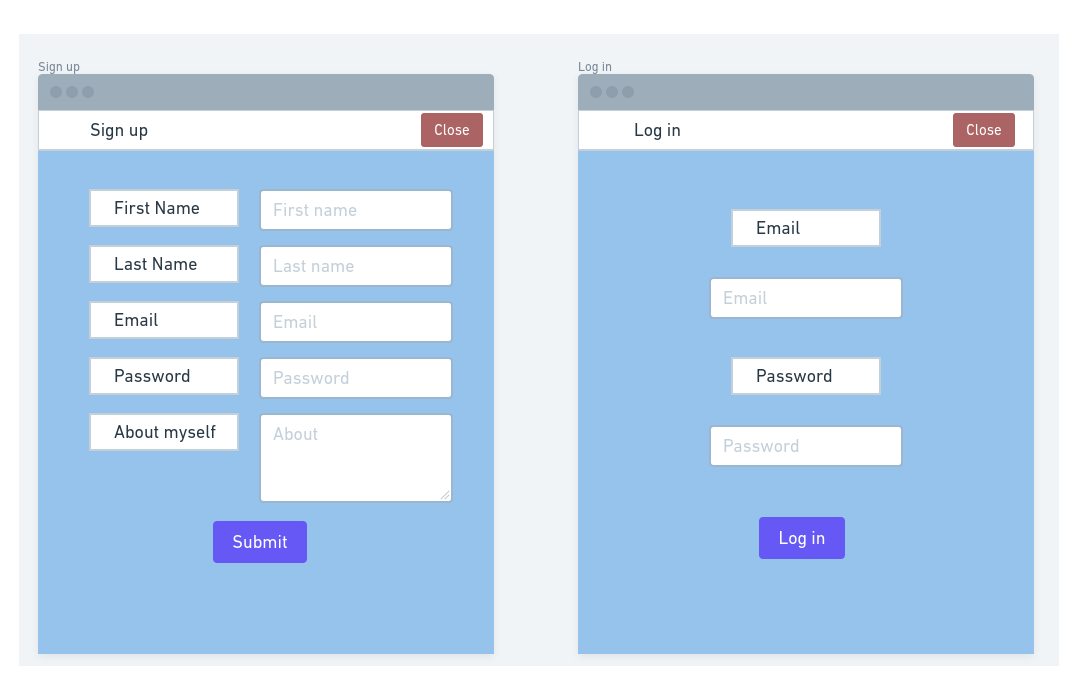 Sign up
Sign up
Close
First Name
First name
Last Name
Last name
Email
Email
Password
Password
About myself
About
Submit
Log in
Log in
Close
Email
Email
Password
Password
Log in